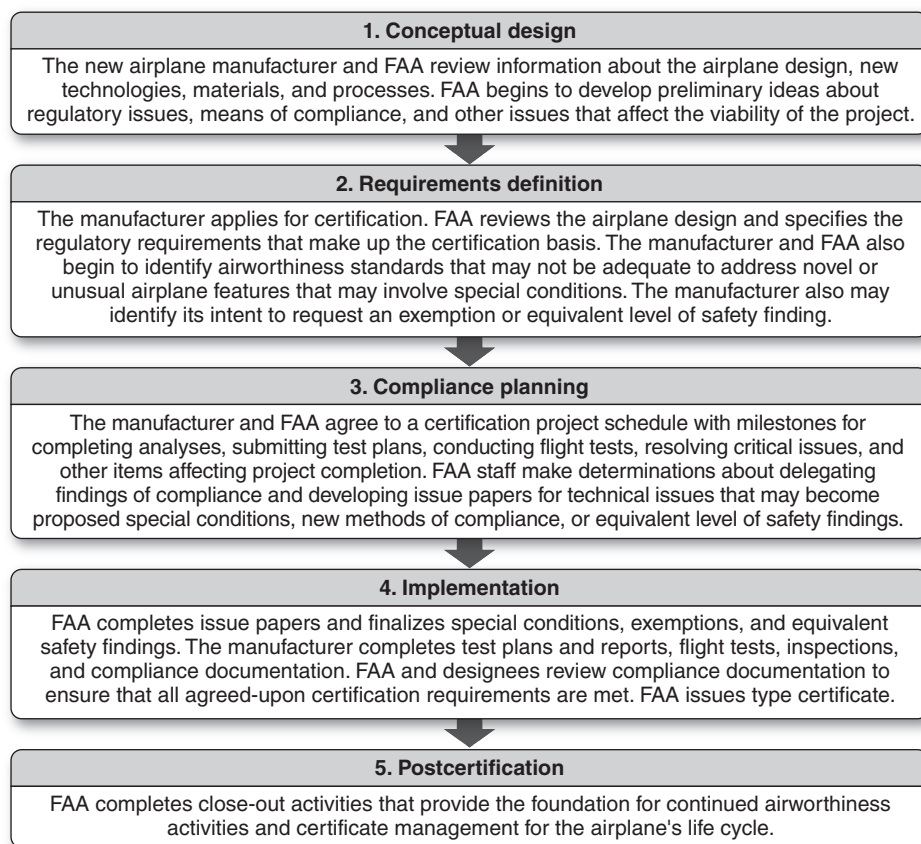 1. Conceptual design
The new airplane manufacturer and FAA review information about the airplane design, new
technologies, materials, and processes. FAA begins to develop preliminary ideas about
regulatory issues, means of compliance, and other issues that affect the viability of the project.
2. Requirements definition
The manufacturer applies for certification. FAA reviews the airplane design and specifies the
regulatory requirements that make up the certification basis. The manufacturer and FAA also
begin to identify airworthiness standards that may not be adequate to address novel or
unusual airplane features that may involve special conditions. The manufacturer also may
identify its intent to request an exemption or equivalent level of safety finding.
3. Compliance planning
The manufacturer and FAA agree to a certification project schedule with milestones for
completing analyses, submitting test plans, conducting flight tests, resolving critical issues, and
other items affecting project completion. FAA staff make determinations about delegating
findings of compliance and developing issue papers for technical issues that may become
proposed special conditions, new methods of compliance, or equivalent level of safety findings.
4. Implementation
FAA completes issue papers and finalizes special conditions, exemptions, and equivalent
safety findings. The manufacturer completes test plans and reports, flight tests, inspections,
and compliance documentation. FAA and designees review compliance documentation to
ensure that all agreed-upon certification requirements are met. FAA issues type certificate.
5. Postcertification
FAA completes close-out activities that provide the foundation for continued airworthiness
activities and certificate management for the airplane's life cycle.